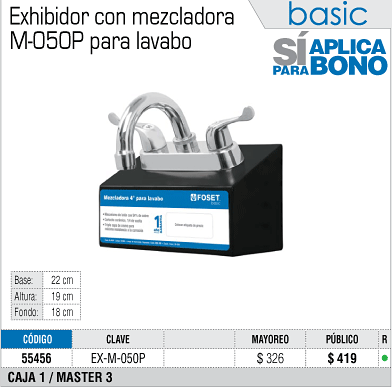 Exhibidor con mezcladora
M-050P para lavabo
basic
SÍ APLICA
PARA BONO
Mezcladora 4" para lavabo
FOSET
Base: 22 cm
Altura: 19 cm
Fondo: 18 cm
CÓDIGO CLAVE MAYOREO PÚBLICO R
55456 EX-M-050P $ 326 $ 419
CAJA 1 / MASTER 3